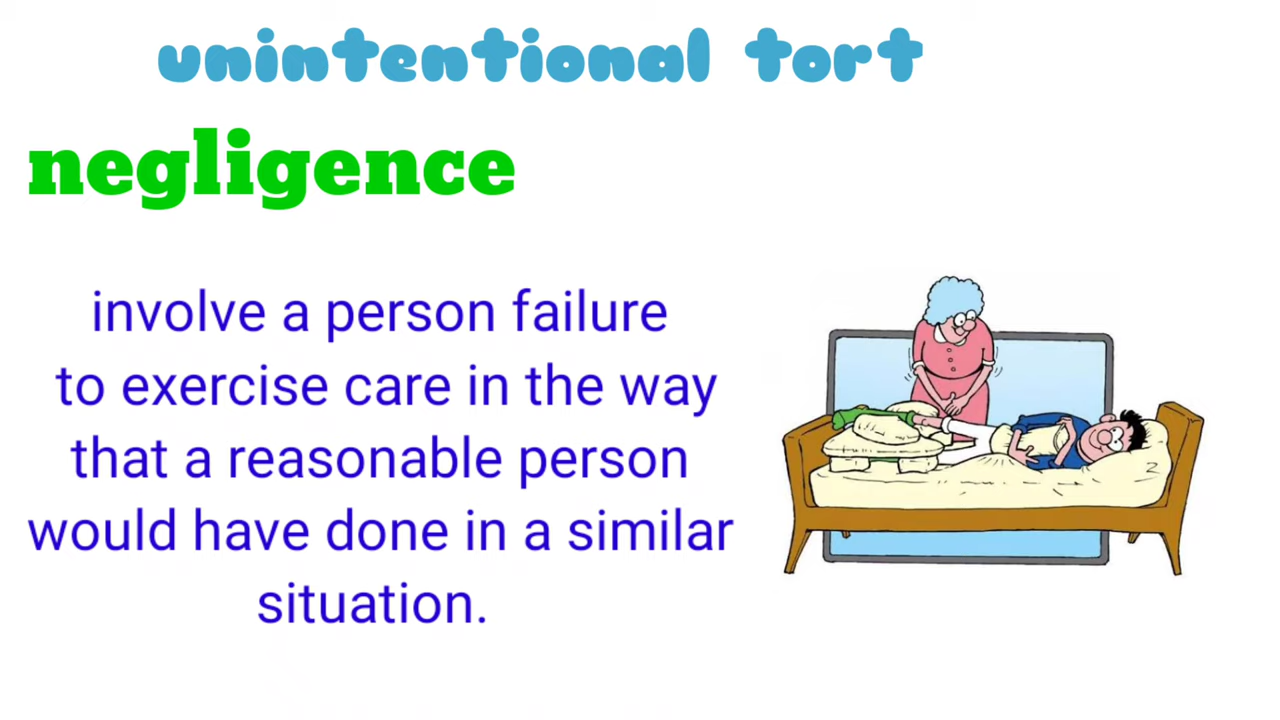 unintentional tort
negligence
involve a person failure
to exercise care in the way
that a reasonable person
would have done in a similar
situation.